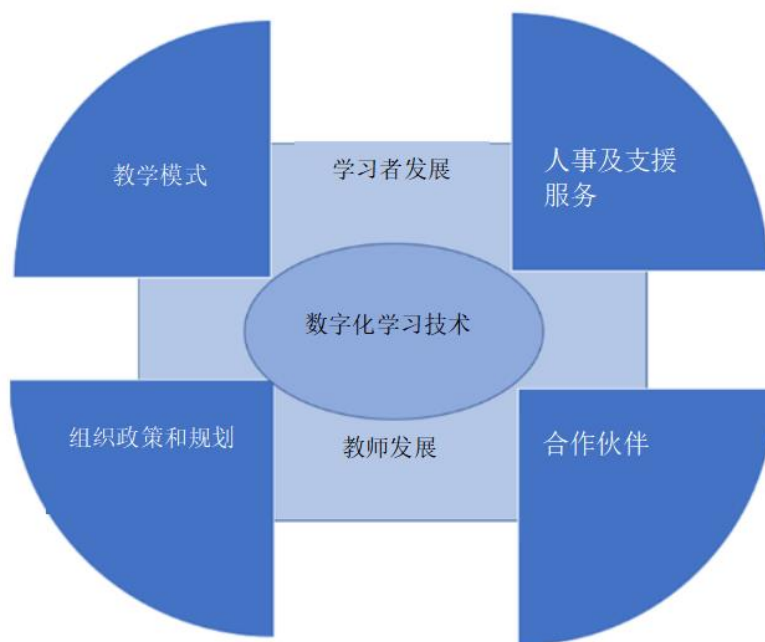 教学模式
学习者发展
人事及支援
服务
数字化学习技术
组织政策和规划
教师发展
合作伙伴